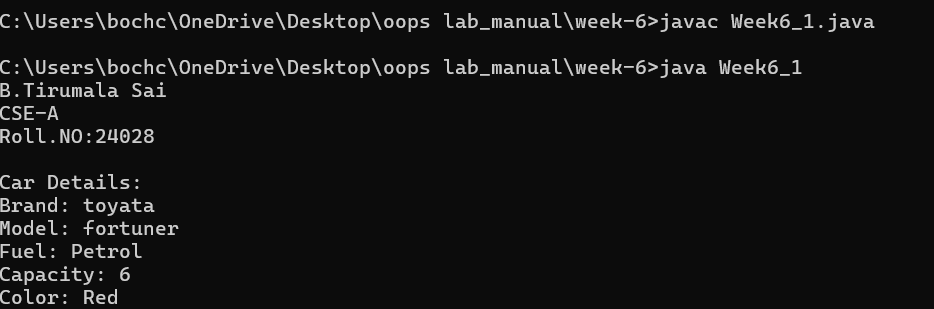 C:\Users\bochc\OneDrive\Desktop\oops lab_manual\week-6>javac Week6_1.java
C:\Users\bochc\OneDrive\Desktop\oops lab_manual\week-6>java Week6_1
B.Tirumala Sai
CSE-A
Roll.NO:24028
Car Details:
Brand: toyata
Model: fortuner
Fuel: Petrol
Capacity: 6
Color: Red